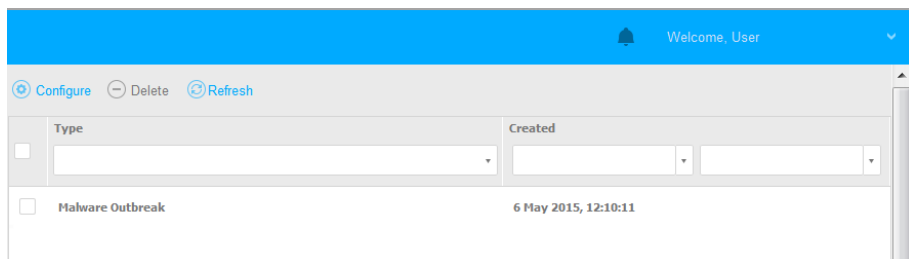 Welcome, User
Configure Delete Refresh
Type Created
Malware Outbreak 6 May 2015, 12:10:11